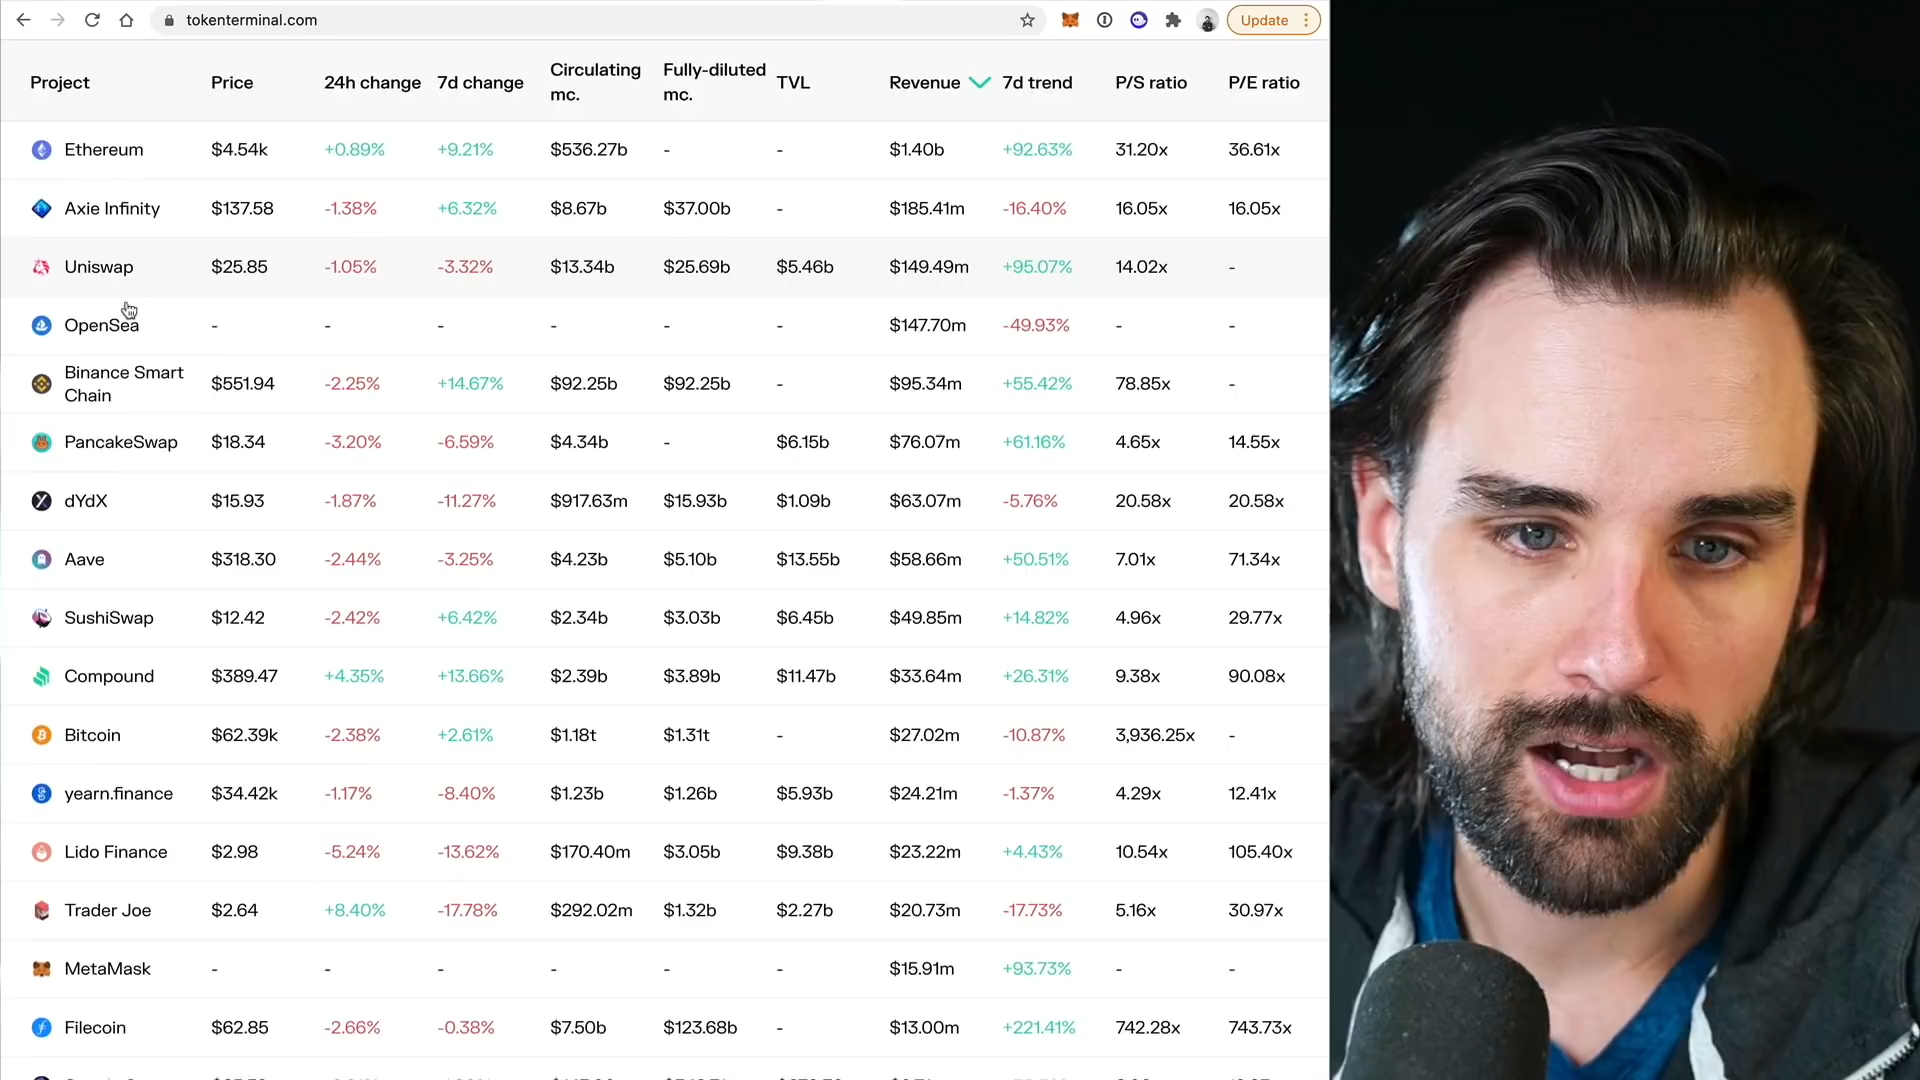 tokenterminal.com
Update
Project Price 24h change 7d change Circulating mc. Fully-diluted mc. TVL Revenue 7d trend P/S ratio P/E ratio
Ethereum $4.54k +0.89% +9.21% $536.27b - - $1.40b +92.63% 31.20x 36.61x
Axie Infinity $137.58 -1.38% +6.32% $8.67b $37.00b - $185.41m -16.40% 16.05x 16.05x
Uniswap $25.85 -1.05% -3.32% $13.34b $25.69b $5.46b $149.49m +95.07% 14.02x -
OpenSea - - - - - - $147.70m -49.93% - -
Binance Smart Chain $551.94 -2.25% +14.67% $92.25b $92.25b - $95.34m +55.42% 78.85x -
PancakeSwap $18.34 -3.20% -6.59% $4.34b - $6.15b $76.07m +61.16% 4.65x 14.55x
dYdX $15.93 -1.87% -11.27% $917.63m $15.93b $1.09b $63.07m -5.76% 20.58x 20.58x
Aave $318.30 -2.44% -3.25% $4.23b $5.10b $13.55b $58.66m +50.51% 7.01x 71.34x
SushiSwap $12.42 -2.42% +6.42% $2.34b $3.03b $6.45b $49.85m +14.82% 4.96x 29.77x
Compound $389.47 +4.35% +13.66% $2.39b $3.89b $11.47b $33.64m +26.31% 9.38x 90.08x
Bitcoin $62.39k -2.38% +2.61% $1.18t $1.31t - $27.02m -10.87% 3,936.25x -
yearn.finance $34.42k -1.17% -8.40% $1.23b $1.26b $5.93b $24.21m -1.37% 4.29x 12.41x
Lido Finance $2.98 -5.24% -13.62% $170.40m $3.05b $9.38b $23.22m +4.43% 10.54x 105.40x
Trader Joe $2.64 +8.40% -17.78% $292.02m $1.32b $2.27b $20.73m -17.73% 5.16x 30.97x
MetaMask - - - - - - $15.91m +93.73% - -
Filecoin $62.85 -2.66% -0.38% $7.50b $123.68b - $13.00m +221.41% 742.28x 743.73x